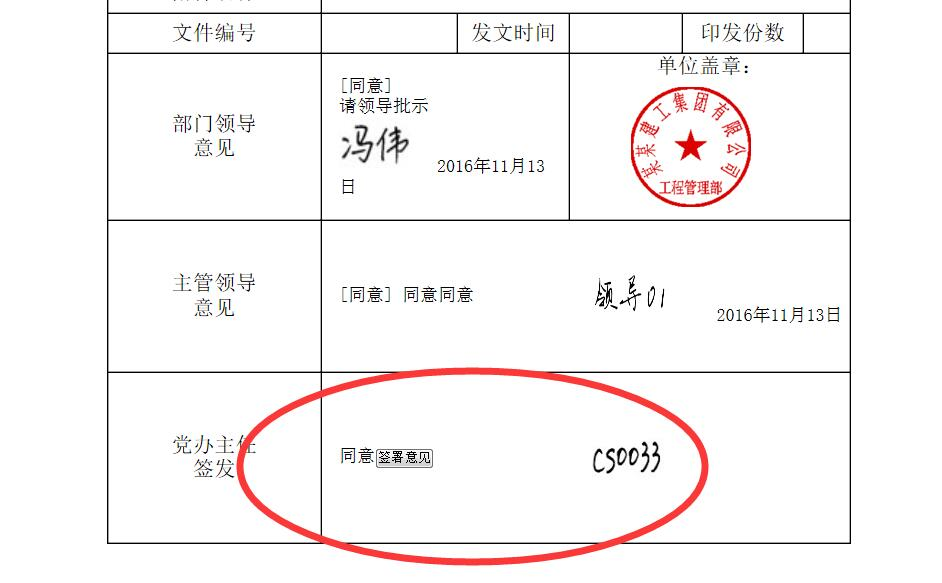 文件编号 发文时间 印发份数
部门领导
意见
[同意]
请领导批示
冯伟 2016年11月13
日
单位盖章：
某某建工集团有限公司
工程管理部
主管领导
意见
[同意] 同意同意 领导01
2016年11月13日
党办主任
签发
同意 签署意见 CS0033